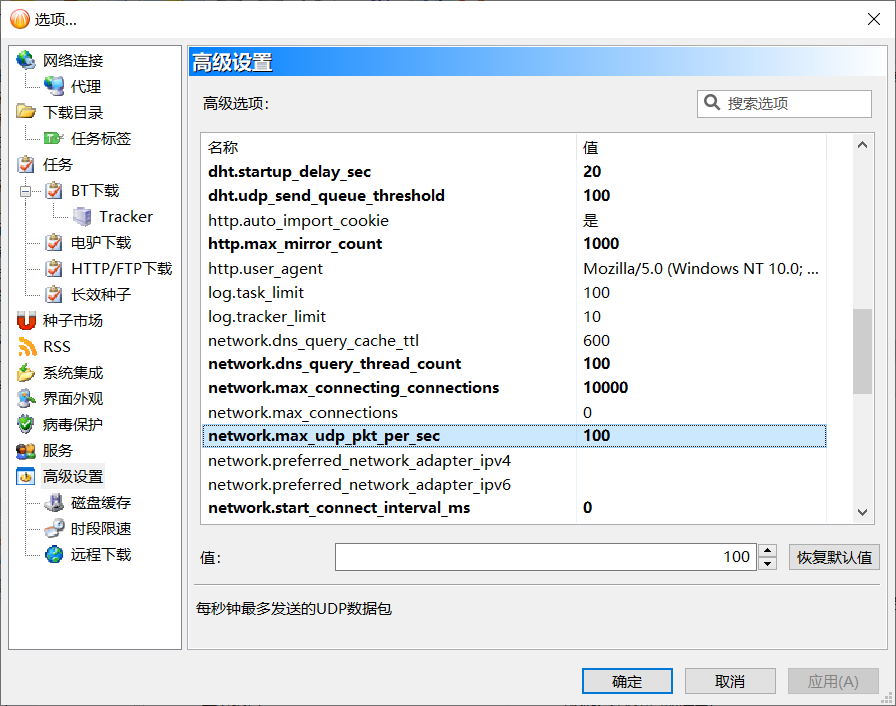 选项...
网络连接
代理
下载目录
任务标签
任务
BT下载
Tracker
电驴下载
HTTP/FTP下载
长效种子
种子市场
RSS
系统集成
界面外观
病毒保护
服务
高级设置
磁盘缓存
时段限速
远程下载
高级设置
高级选项:
搜索选项
名称 值
dht.startup_delay_sec 20
dht.udp_send_queue_threshold 100
http.auto_import_cookie 是
http.max_mirror_count 1000
http.user_agent Mozilla/5.0 (Windows NT 10.0; ...
log.task_limit 100
log.tracker_limit 10
network.dns_query_cache_ttl 600
network.dns_query_thread_count 100
network.max_connecting_connections 10000
network.max_connections 0
network.max_udp_pkt_per_sec 100
network.preferred_network_adapter_ipv4
network.preferred_network_adapter_ipv6
network.start_connect_interval_ms 0
值: 100 恢复默认值
每秒钟最多发送的UDP数据包
确定 取消 应用(A)